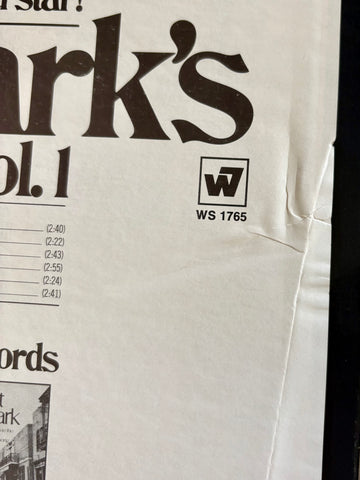 star!
ark's
ol. 1
W
WS 1765
(2:40)
(2:22)
(2:43)
(2:55)
(2:24)
(2:41)
ords
t
ark